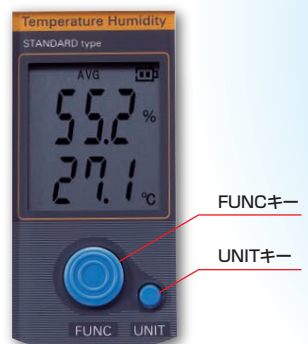 Temperature Humidity
STANDARD type
AVG
55.2 %
27.1 ℃
FUNCキー
UNITキー
FUNC UNIT